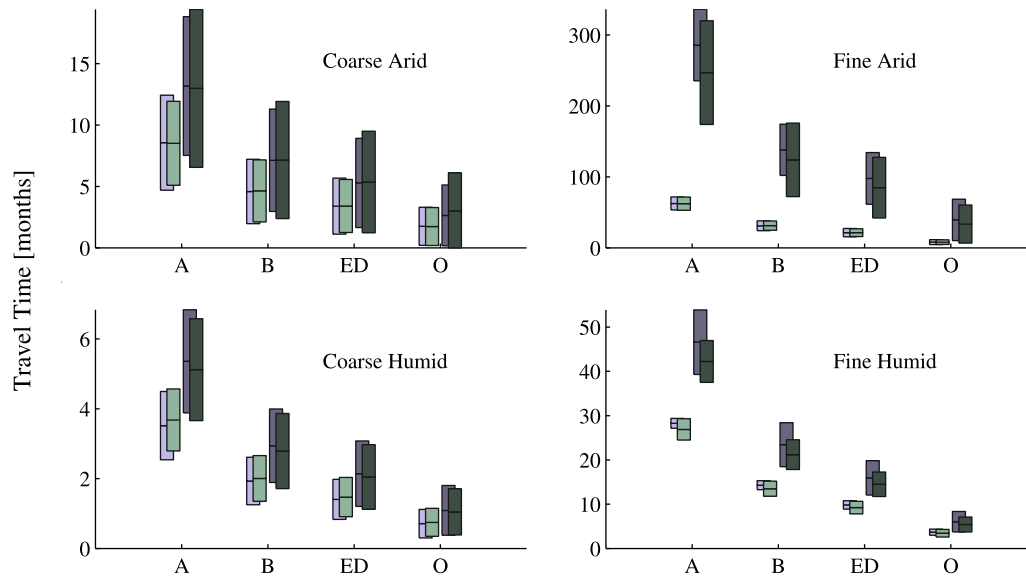 Travel Time [months]
Coarse Arid
15
10
5
0
A B ED O
Fine Arid
300
200
100
0
A B ED O
Coarse Humid
6
4
2
0
A B ED O
Fine Humid
50
40
30
20
10
0
A B ED O